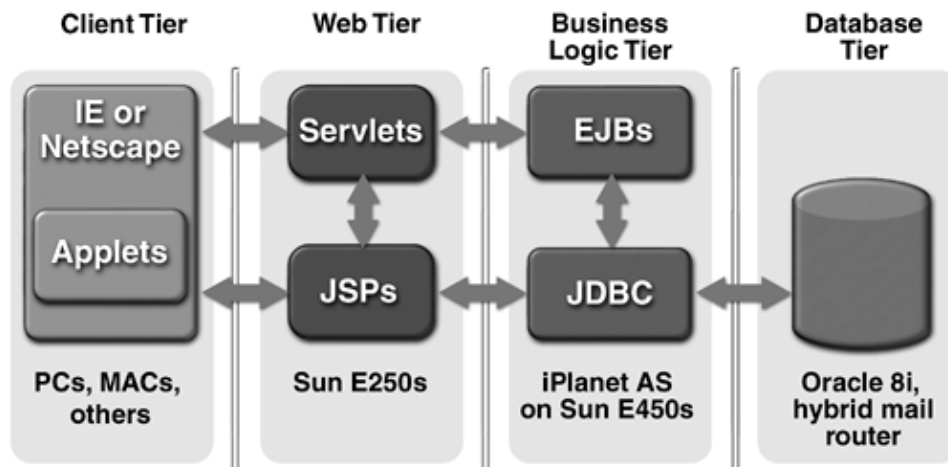 Client Tier
Web Tier
Business
Logic Tier
Database
Tier
IE or
Netscape
Applets
Servlets
JSPs
EJBs
JDBC
PCs, MACs,
others
Sun E250s
iPlanet AS
on Sun E450s
Oracle 8i,
hybrid mail
router